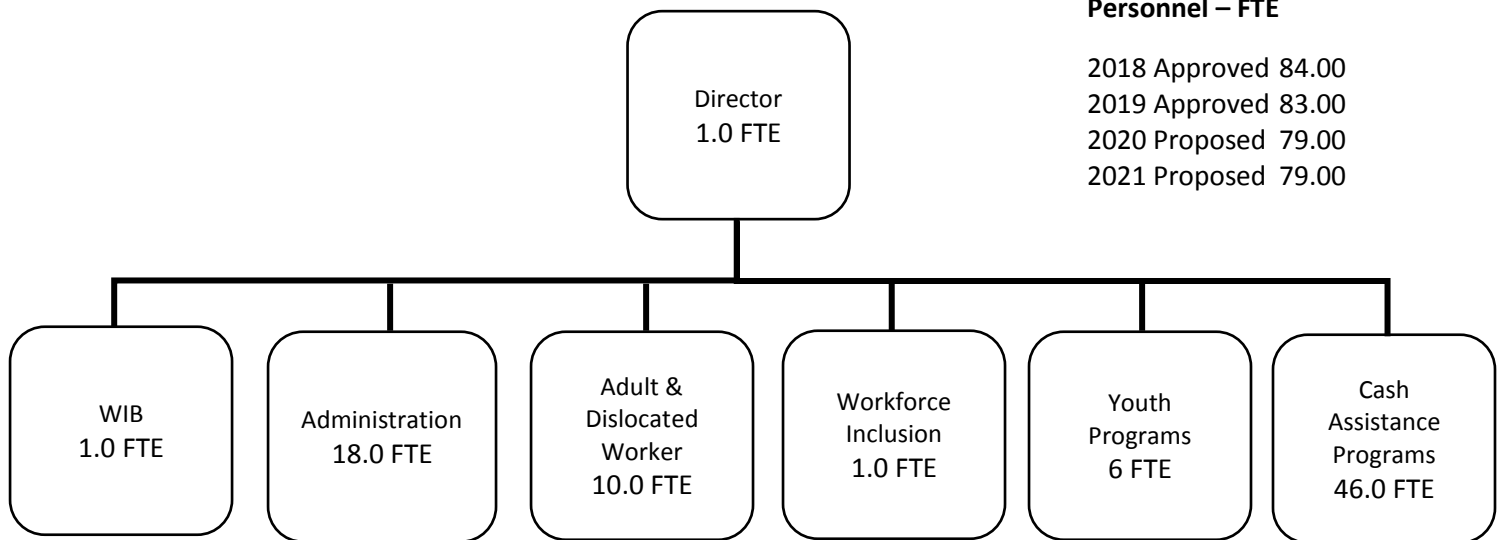 Personnel – FTE
2018 Approved 84.00
2019 Approved 83.00
2020 Proposed 79.00
2021 Proposed 79.00
Director
1.0 FTE
WIB
1.0 FTE
Administration
18.0 FTE
Adult &
Dislocated
Worker
10.0 FTE
Workforce
Inclusion
1.0 FTE
Youth
Programs
6 FTE
Cash
Assistance
Programs
46.0 FTE